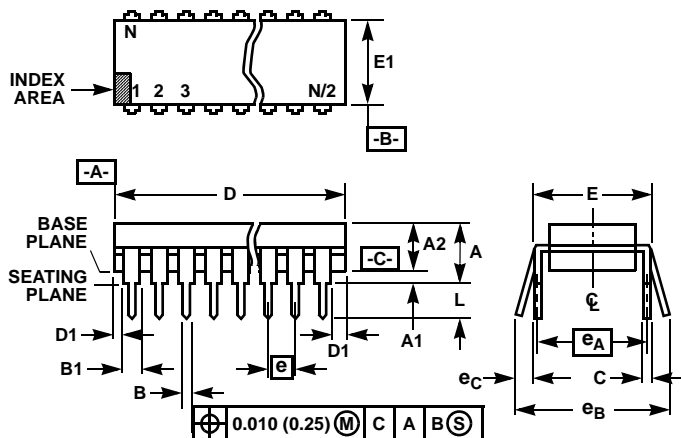 N
E1
INDEX
AREA
1 2 3 N/2
-B-
-A-
D
E
BASE
PLANE
A2
A
-C-
SEATING
PLANE
L
D1
A1
D1
B1
e
eA
eC
C
B
eB
0.010 (0.25) Ⓜ C A B Ⓢ
℄